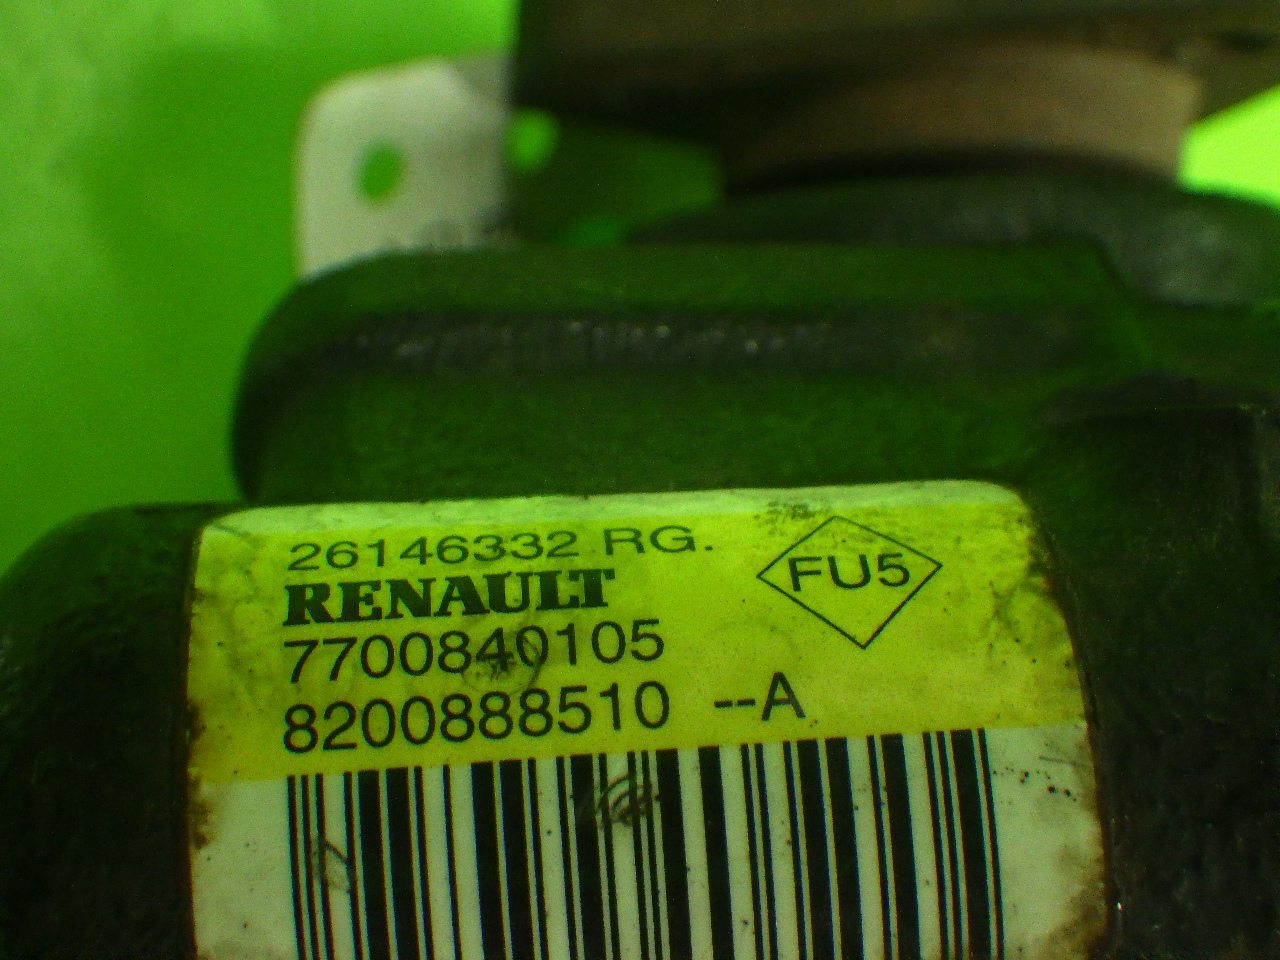 26146332 RG.
RENAULT
FU5
7700840105
8200888510 --A